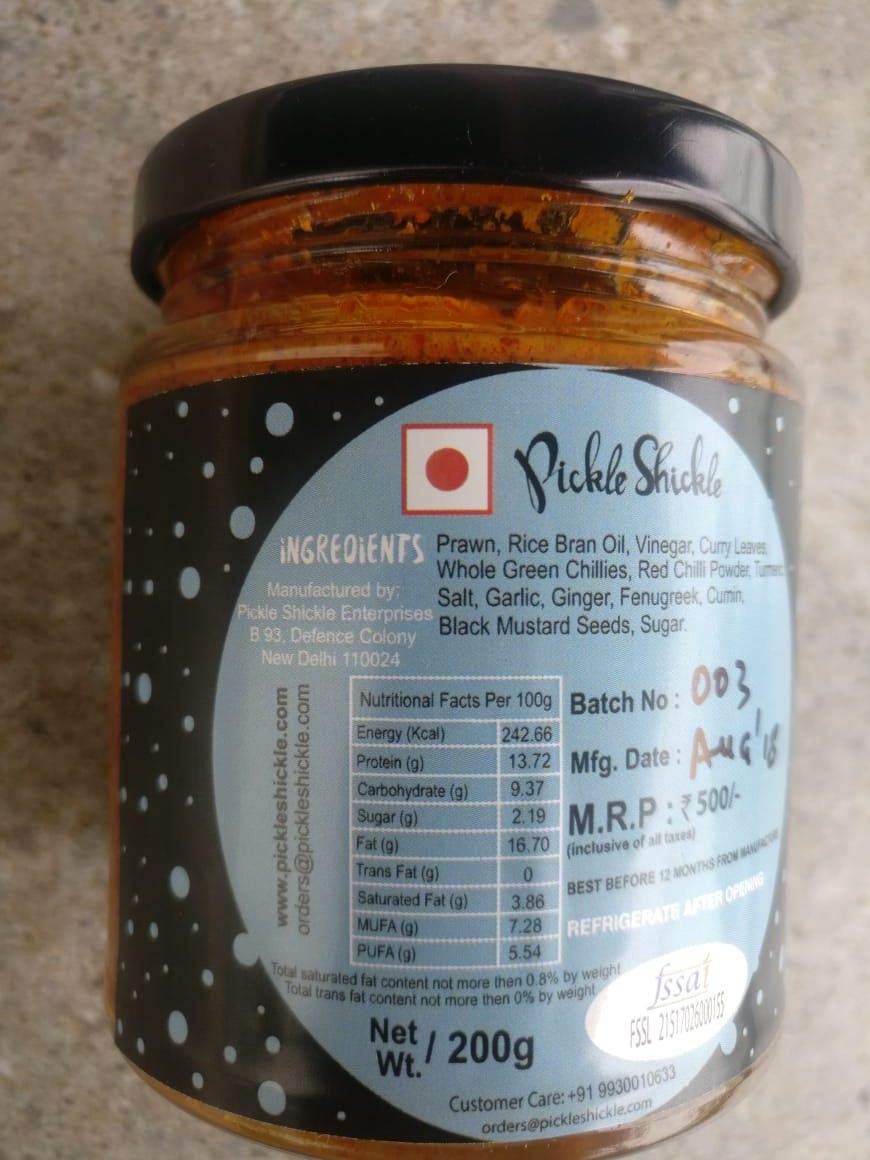 Pickle Shickle
INGREDIENTS
Prawn, Rice Bran Oil, Vinegar, Curry Leaves,
Whole Green Chillies, Red Chilli Powder, Turmeric
Salt, Garlic, Ginger, Fenugreek, Cumin,
Black Mustard Seeds, Sugar.
Manufactured by:
Pickle Shickle Enterprises
B 93, Defence Colony
New Delhi 110024
www.pickleshickle.com
orders@pickleshickle.com
Nutritional Facts Per 100g
Energy (Kcal) 242.66
Protein (g) 13.72
Carbohydrate (g) 9.37
Sugar (g) 2.19
Fat (g) 16.70
Trans Fat (g) 0
Saturated Fat (g) 3.86
MUFA (g) 7.28
PUFA (g) 5.54
Batch No : 003
Mfg. Date : Aug'18
M.R.P : ₹ 500/-
(inclusive of all taxes)
BEST BEFORE 12 MONTHS FROM MANUFACTURE
REFRIGERATE AFTER OPENING
Total saturated fat content not more then 0.8% by weight
Total trans fat content not more then 0% by weight
fssai
FSSL 21517026000155
Net Wt. / 200g
Customer Care: +91 9930010633
orders@pickleshickle.com